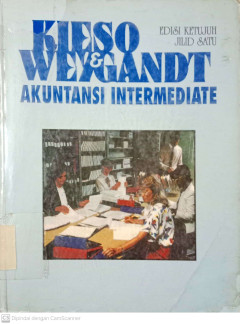 KIESO
& 
WEYGANDT
EDISI KETUJUH
JILID SATU
AKUNTANSI INTERMEDIATE
Dipindai dengan CamScanner